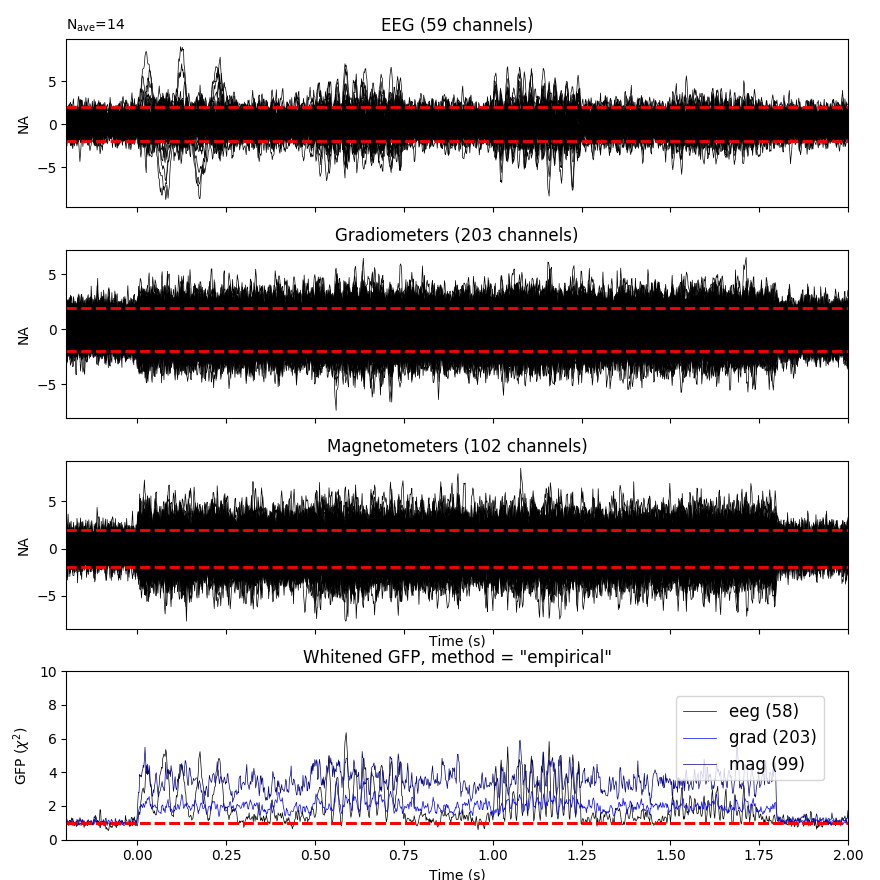 N_ave=14
EEG (59 channels)
5
0
−5
NA
Gradiometers (203 channels)
5
0
−5
NA
Magnetometers (102 channels)
5
0
−5
NA
Time (s)
Whitened GFP, method = "empirical"
10
8
6
4
2
0
GFP (χ²)
eeg (58)
grad (203)
mag (99)
0.00 0.25 0.50 0.75 1.00 1.25 1.50 1.75 2.00
Time (s)